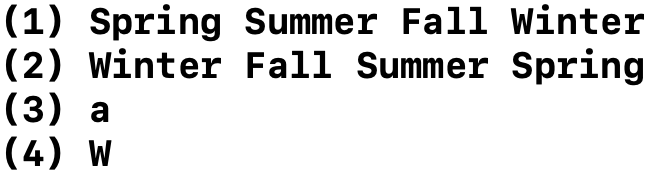 (1) Spring Summer Fall Winter
(2) Winter Fall Summer Spring
(3) a
(4) W